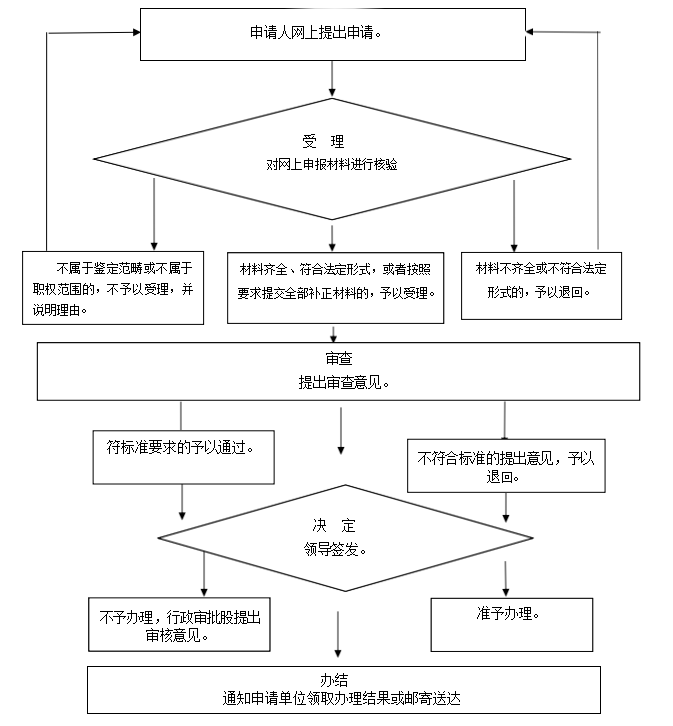 申请人网上提出申请。
受 理
对网上申报材料进行核验
不属于鉴定范畴或不属于
职权范围的，不予以受理，并
说明理由。
材料齐全、符合法定形式，或者按照
要求提交全部补正材料的，予以受理。
材料不齐全或不符合法定
形式的，予以退回。
审查
提出审查意见。
符标准要求的予以通过。
不符合标准的提出意见，予以
退回。
决 定
领导签发。
不予办理，行政审批股提出
审核意见。
准予办理。
办结
通知申请单位领取办理结果或邮寄送达